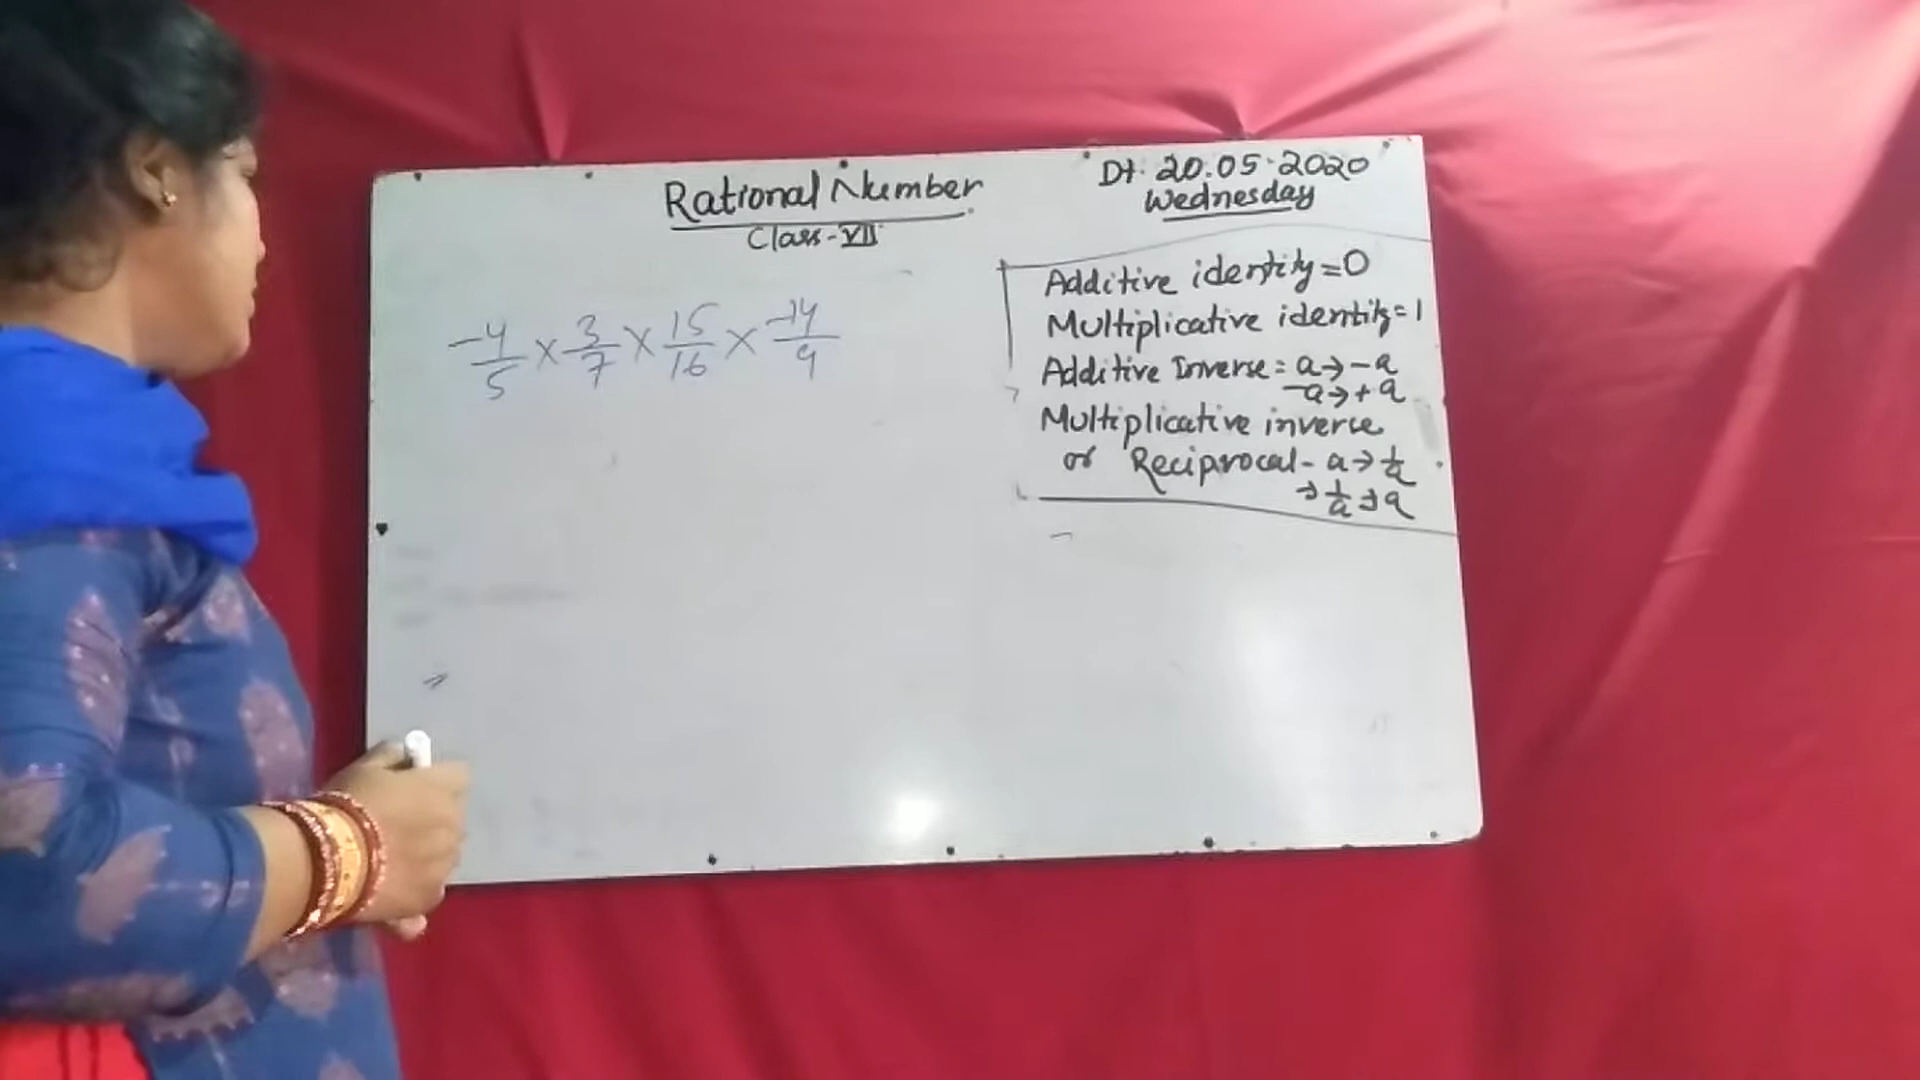 Rational Number
Class-VII
Dt: 20.05.2020
Wednesday
-4/5 × 3/7 × 15/16 × -14/9
Additive identity=0
Multiplicative identity=1
Additive Inverse= a→-a
-a→+a
Multiplicative inverse
or Reciprocal- a→1/a
→1/a→a